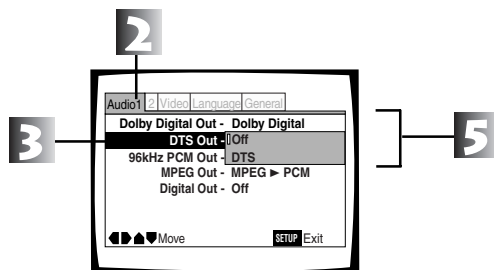 2
Audio1 2 Video Language General
Dolby Digital Out - Dolby Digital
3
DTS Out - Off
5
96kHz PCM Out - DTS
MPEG Out - MPEG ► PCM
Digital Out - Off
Move SETUP Exit